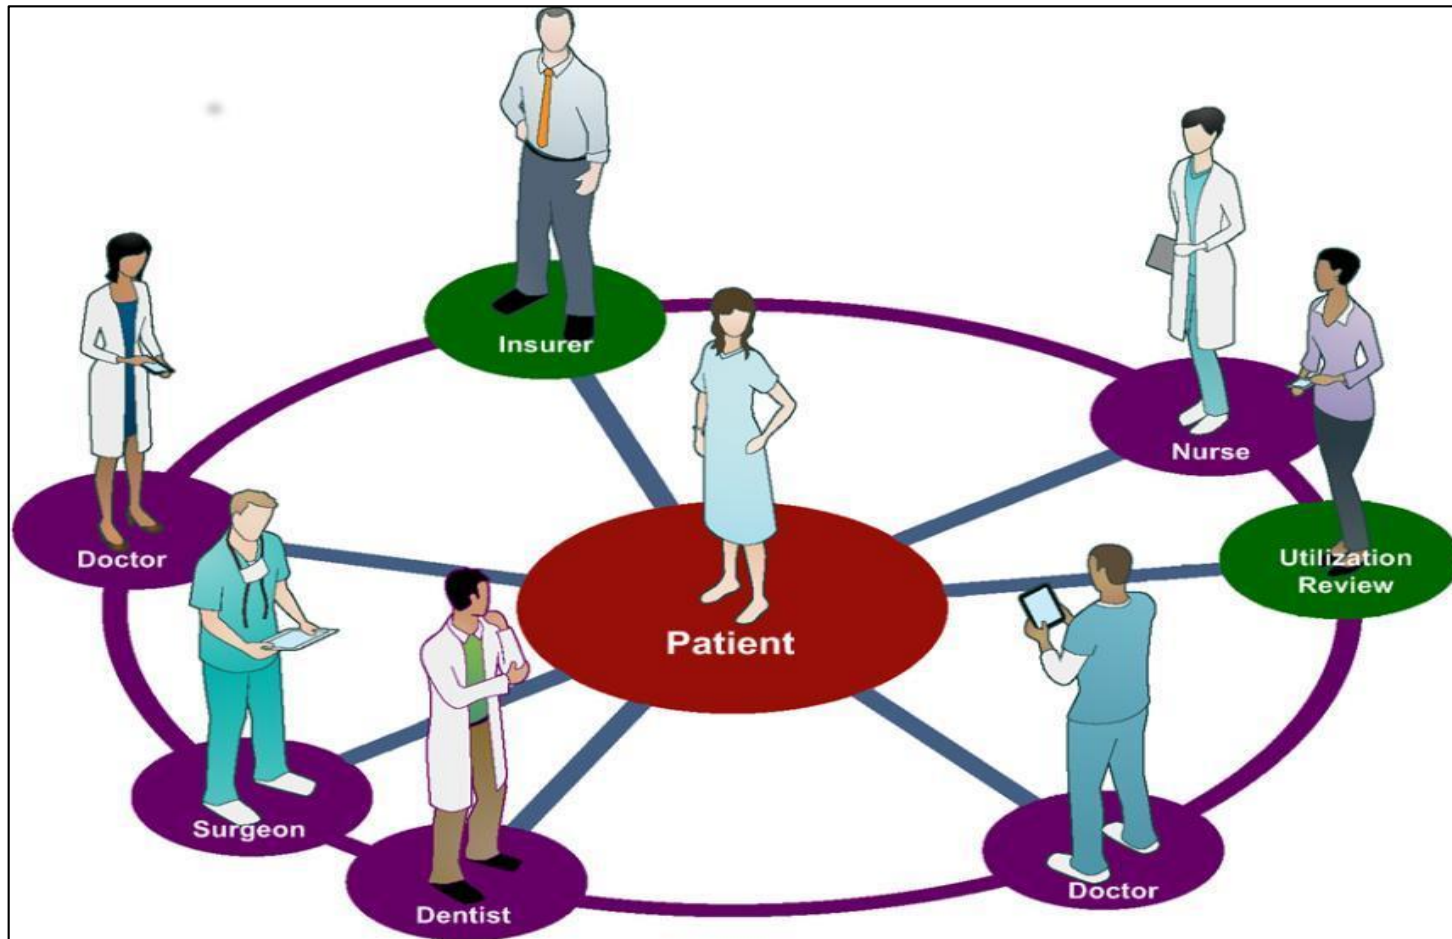 Insurer
Nurse
Doctor
Utilization
Review
Patient
Surgeon
Doctor
Dentist